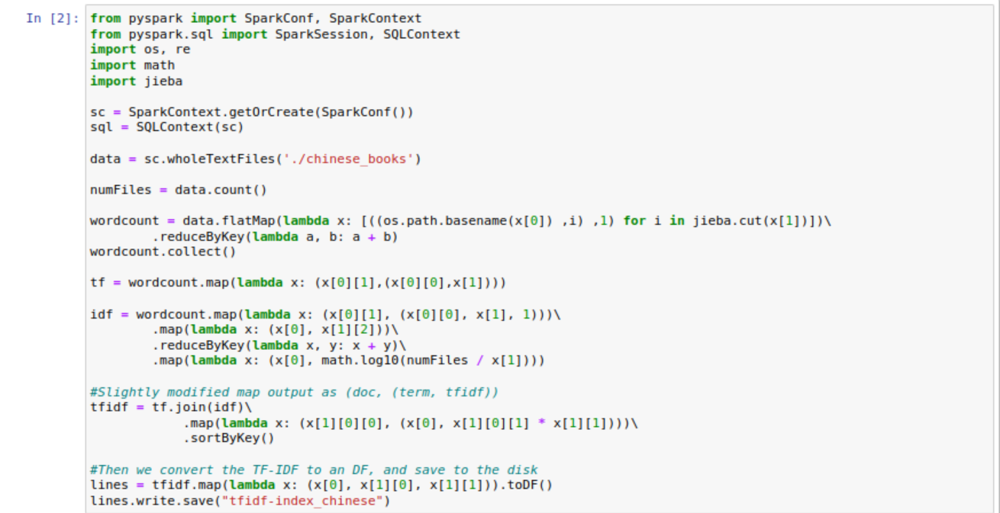 In [2]:
from pyspark import SparkConf, SparkContext
from pyspark.sql import SparkSession, SQLContext
import os, re
import math
import jieba

sc = SparkContext.getOrCreate(SparkConf())
sql = SQLContext(sc)

data = sc.wholeTextFiles('./chinese_books')

numFiles = data.count()

wordcount = data.flatMap(lambda x: [((os.path.basename(x[0]) ,i) ,1) for i in jieba.cut(x[1])])\
        .reduceByKey(lambda a, b: a + b)
wordcount.collect()

tf = wordcount.map(lambda x: (x[0][1],(x[0][0],x[1])))

idf = wordcount.map(lambda x: (x[0][1], (x[0][0], x[1], 1)))\
        .map(lambda x: (x[0], x[1][2]))\
        .reduceByKey(lambda x, y: x + y)\
        .map(lambda x: (x[0], math.log10(numFiles / x[1])))

#Slightly modified map output as (doc, (term, tfidf))
tfidf = tf.join(idf)\
            .map(lambda x: (x[1][0][0], (x[0], x[1][0][1] * x[1][1])))\
            .sortByKey()

#Then we convert the TF-IDF to an DF, and save to the disk
lines = tfidf.map(lambda x: (x[0], x[1][0], x[1][1])).toDF()
lines.write.save("tfidf-index_chinese")